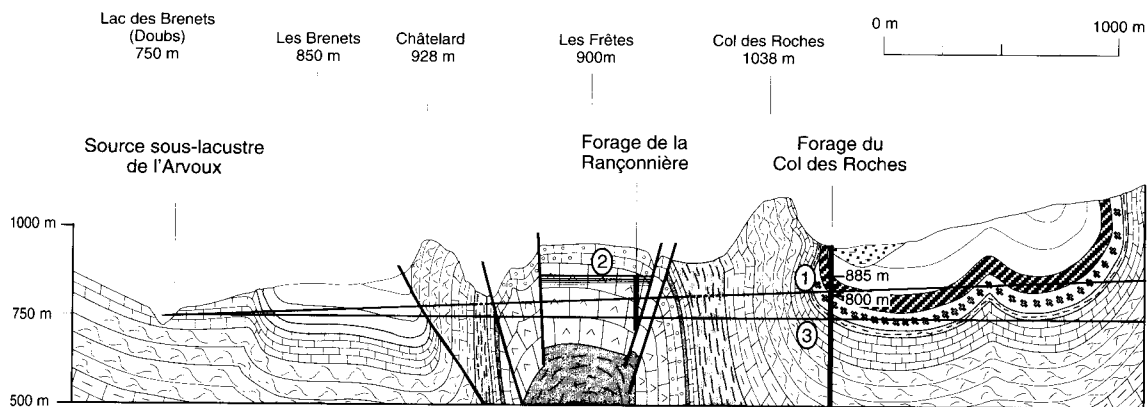 Lac des Brenets
(Doubs)
750 m
Les Brenets
850 m
Châtelard
928 m
Les Frêtes
900m
Col des Roches
1038 m
0 m
1000 m
Source sous-lacustre
de l'Arvoux
Forage de la
Rançonnière
Forage du
Col des Roches
1000 m
750 m
500 m
2
1
885 m
800 m
3